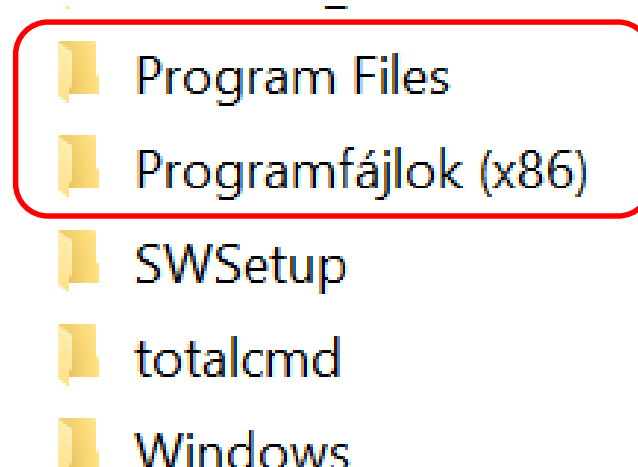 Program Files
Programfájlok (x86)
SWSetup
totalcmd
Windows